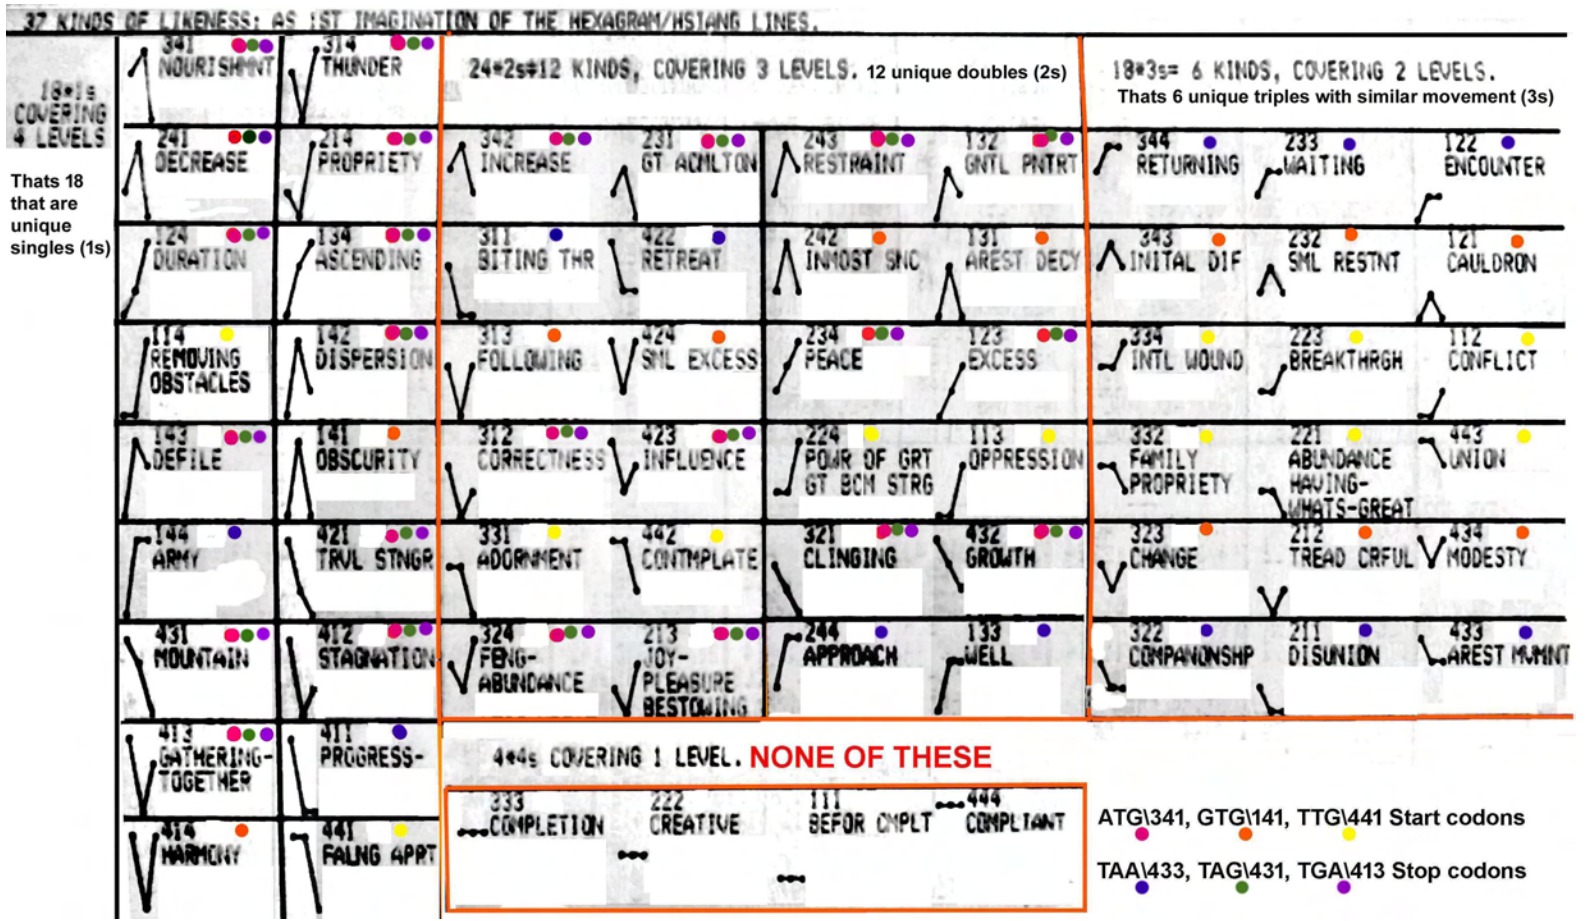 37 KINDS OF LIKENESS: AS 1ST IMAGINATION OF THE HEXAGRAM/HSIANG LINES.
18*1s
COVERING
4 LEVELS
Thats 18
that are
unique
singles (1s)
341
NOURISHMNT
314
THUNDER
24*2s*12 KINDS, COVERING 3 LEVELS. 12 unique doubles (2s)
18*3s= 6 KINDS, COVERING 2 LEVELS.
Thats 6 unique triples with similar movement (3s)
241
DECREASE
214
PROPRIETY
342
INCREASE
231
GT ACMLTON
243
RESTRAINT
132
GNTL PNTRT
344
RETURNING
233
WAITING
122
ENCOUNTER
124
DURATION
134
ASCENDING
311
BITING THR
422
RETREAT
242
INMOST SNC
131
AREST DECY
343
INITAL DIF
232
SML RESTNT
121
CAULDRON
114
REMOVING
OBSTACLES
142
DISPERSION
313
FOLLOWING
424
SML EXCESS
234
PEACE
123
EXCESS
334
INTL WOUND
223
BREAKTHRGH
112
CONFLICT
143
DEFILE
141
OBSCURITY
312
CORRECTNESS
423
INFLUENCE
224
POWR OF GRT
GT BCM STRG
113
OPPRESSION
332
FAMILY
PROPRIETY
221
ABUNDANCE
HAVING-
WHATS-GREAT
443
UNION
144
ARMY
421
TRVL STNGR
331
ADORNMENT
442
CONTMPLATE
321
CLINGING
432
GROWTH
323
CHANGE
212
TREAD CRFUL
434
MODESTY
431
MOUNTAIN
412
STAGNATION
324
FENG-
ABUNDANCE
213
JOY-
PLEASURE
BESTOWING
244
APPROACH
133
WELL
322
COMPANONSHP
211
DISUNION
433
AREST MVMNT
413
GATHERING-
TOGETHER
411
PROGRESS-
4*4s COVERING 1 LEVEL. NONE OF THESE
414
HARMONY
441
FALNG APRT
333
COMPLETION
222
CREATIVE
111
BEFOR CMPLT
444
COMPLIANT
ATG\341, GTG\141, TTG\441 Start codons
TAA\433, TAG\431, TGA\413 Stop codons